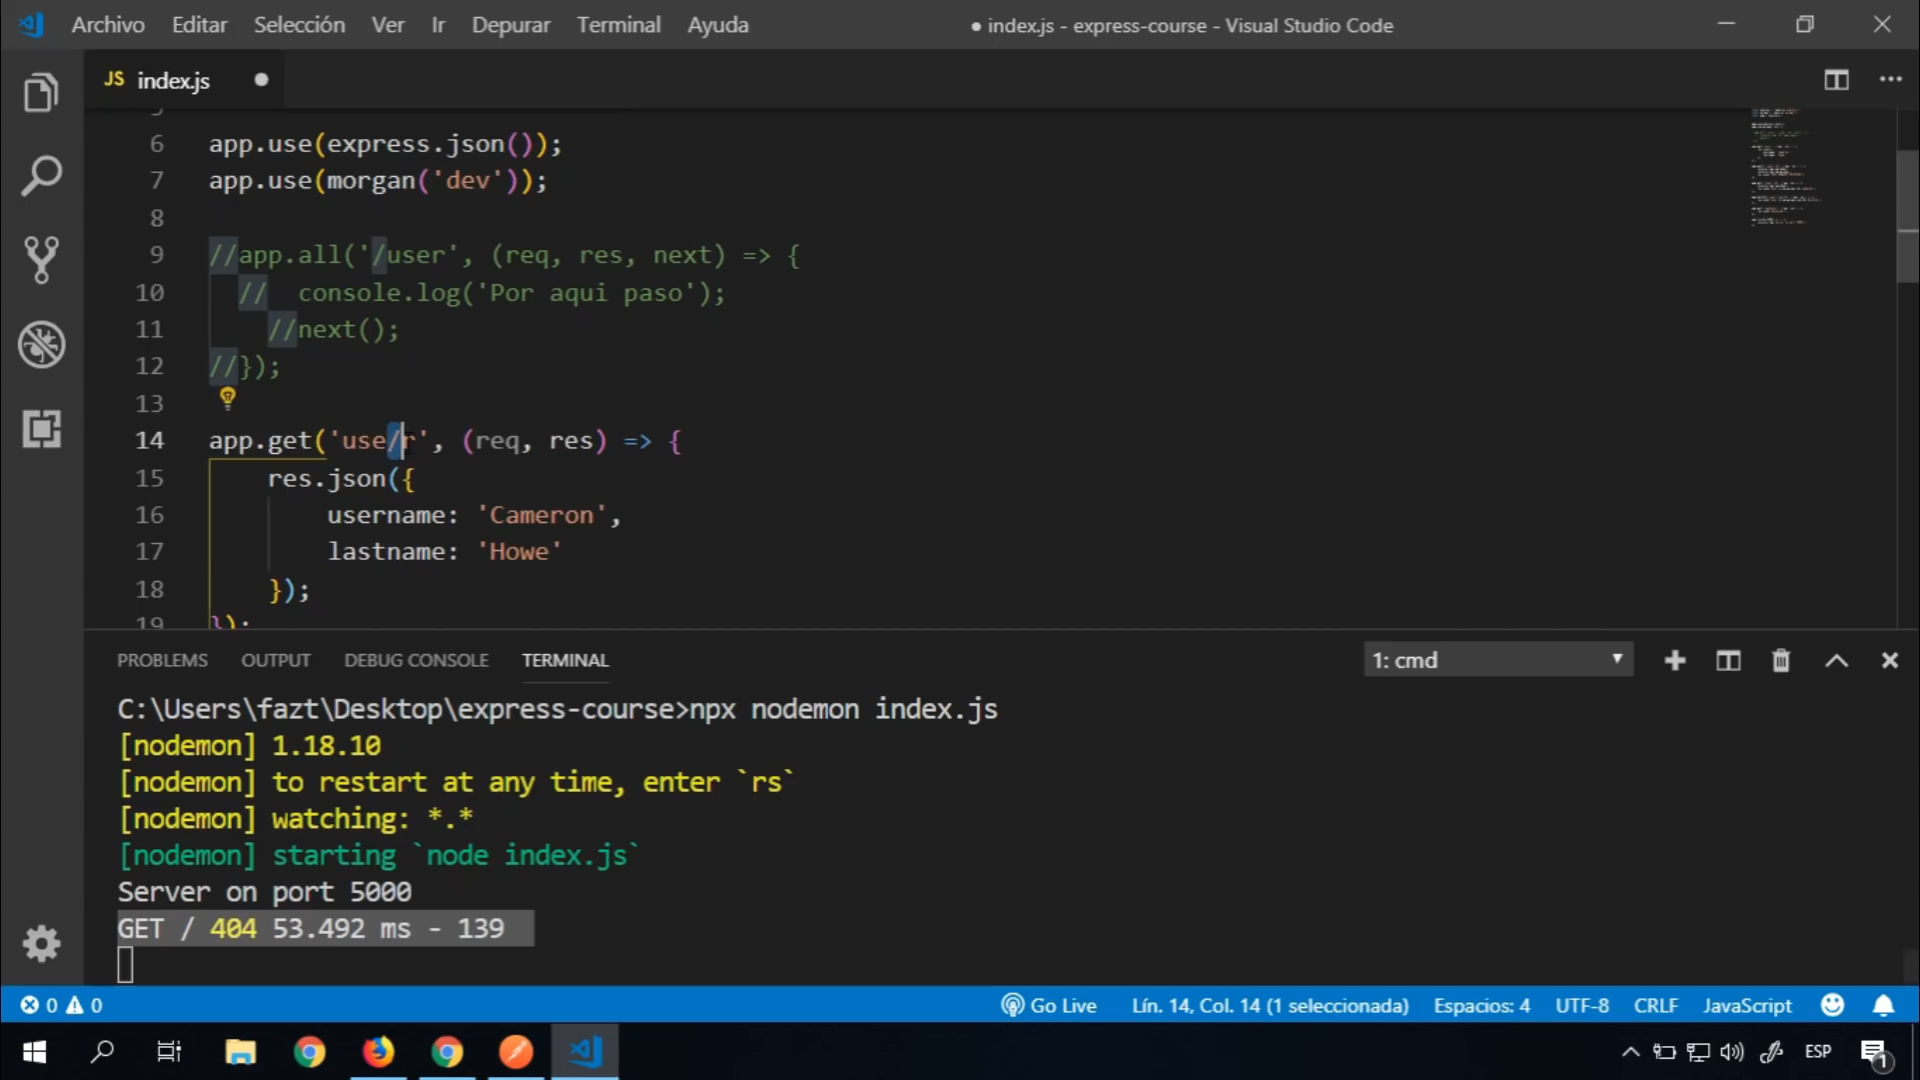 Archivo Editar Selección Ver Ir Depurar Terminal Ayuda ● index.js - express-course - Visual Studio Code
JS index.js
6 app.use(express.json());
7 app.use(morgan('dev'));
8
9 //app.all('/user', (req, res, next) => {
10 // console.log('Por aqui paso');
11 //next();
12 //});
13
14 app.get('use/r', (req, res) => {
15 res.json({
16 username: 'Cameron',
17 lastname: 'Howe'
18 });
19 });
PROBLEMS OUTPUT DEBUG CONSOLE TERMINAL 1: cmd
C:\Users\fazt\Desktop\express-course>npx nodemon index.js
[nodemon] 1.18.10
[nodemon] to restart at any time, enter `rs`
[nodemon] watching: *.*
[nodemon] starting `node index.js`
Server on port 5000
GET / 404 53.492 ms - 139
0 0 Go Live Lín. 14, Col. 14 (1 seleccionada) Espacios: 4 UTF-8 CRLF JavaScript
ESP 1